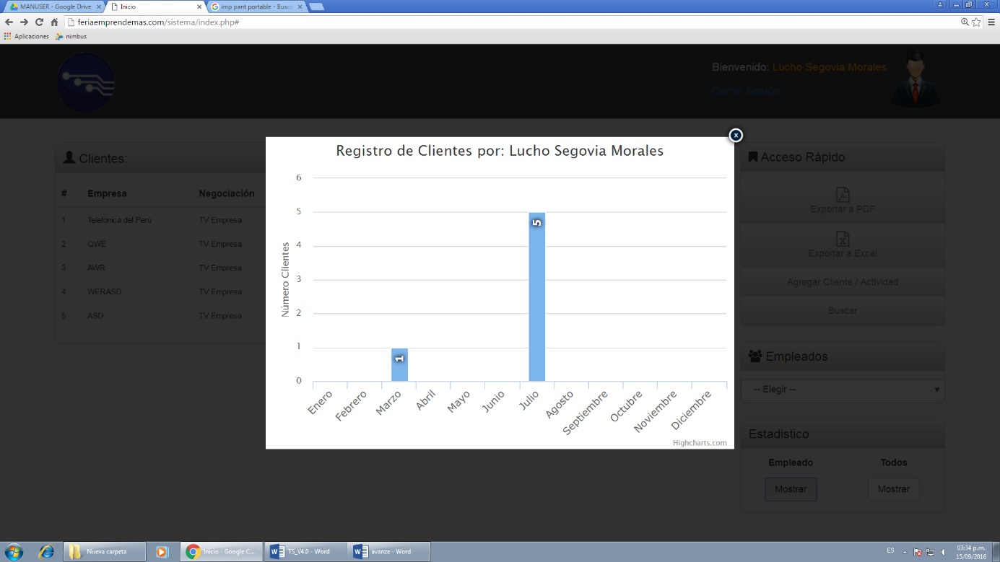 MANUSER - Google Drive
Inicio
imp pant portable - Busca
feriaemprendemas.com/sistema/index.php#
Aplicaciones
nimbus
Bienvenido: Lucho Segovia Morales
Cerrar Sesion
x
Clientes:
# Empresa Negociación
1 Telefónica del Perú TV Empresa
2 QWE TV Empresa
3 AWR TV Empresa
4 WERASD TV Empresa
5 ASD TV Empresa
Registro de Clientes por: Lucho Segovia Morales
Número Clientes
6
5
4
3
2
1
0
1
5
Enero
Febrero
Marzo
Abril
Mayo
Junio
Julio
Agosto
Septiembre
Octubre
Noviembre
Diciembre
Highcharts.com
Acceso Rápido
Exportar a PDF
Exportar a Excel
Agregar Cliente / Actividad
Buscar
Empleados
-- Elegir --
Estadistico
Empleado Todos
Mostrar Mostrar
Nueva carpeta
Inicio - Google C...
TS_V4.0 - Word
avanze - Word
ES
03:34 p.m.
15/09/2016